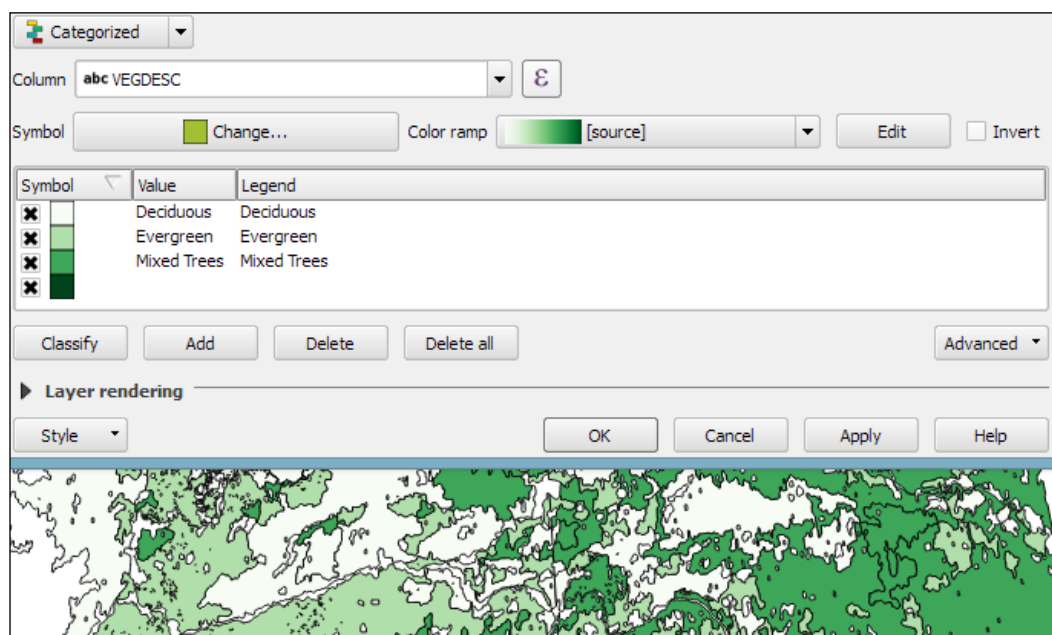 Categorized
Column abc VEGDESC ε
Symbol Change... Color ramp [source] Edit Invert
Symbol Value Legend
Deciduous Deciduous
Evergreen Evergreen
Mixed Trees Mixed Trees
Classify Add Delete Delete all Advanced
Layer rendering
Style OK Cancel Apply Help